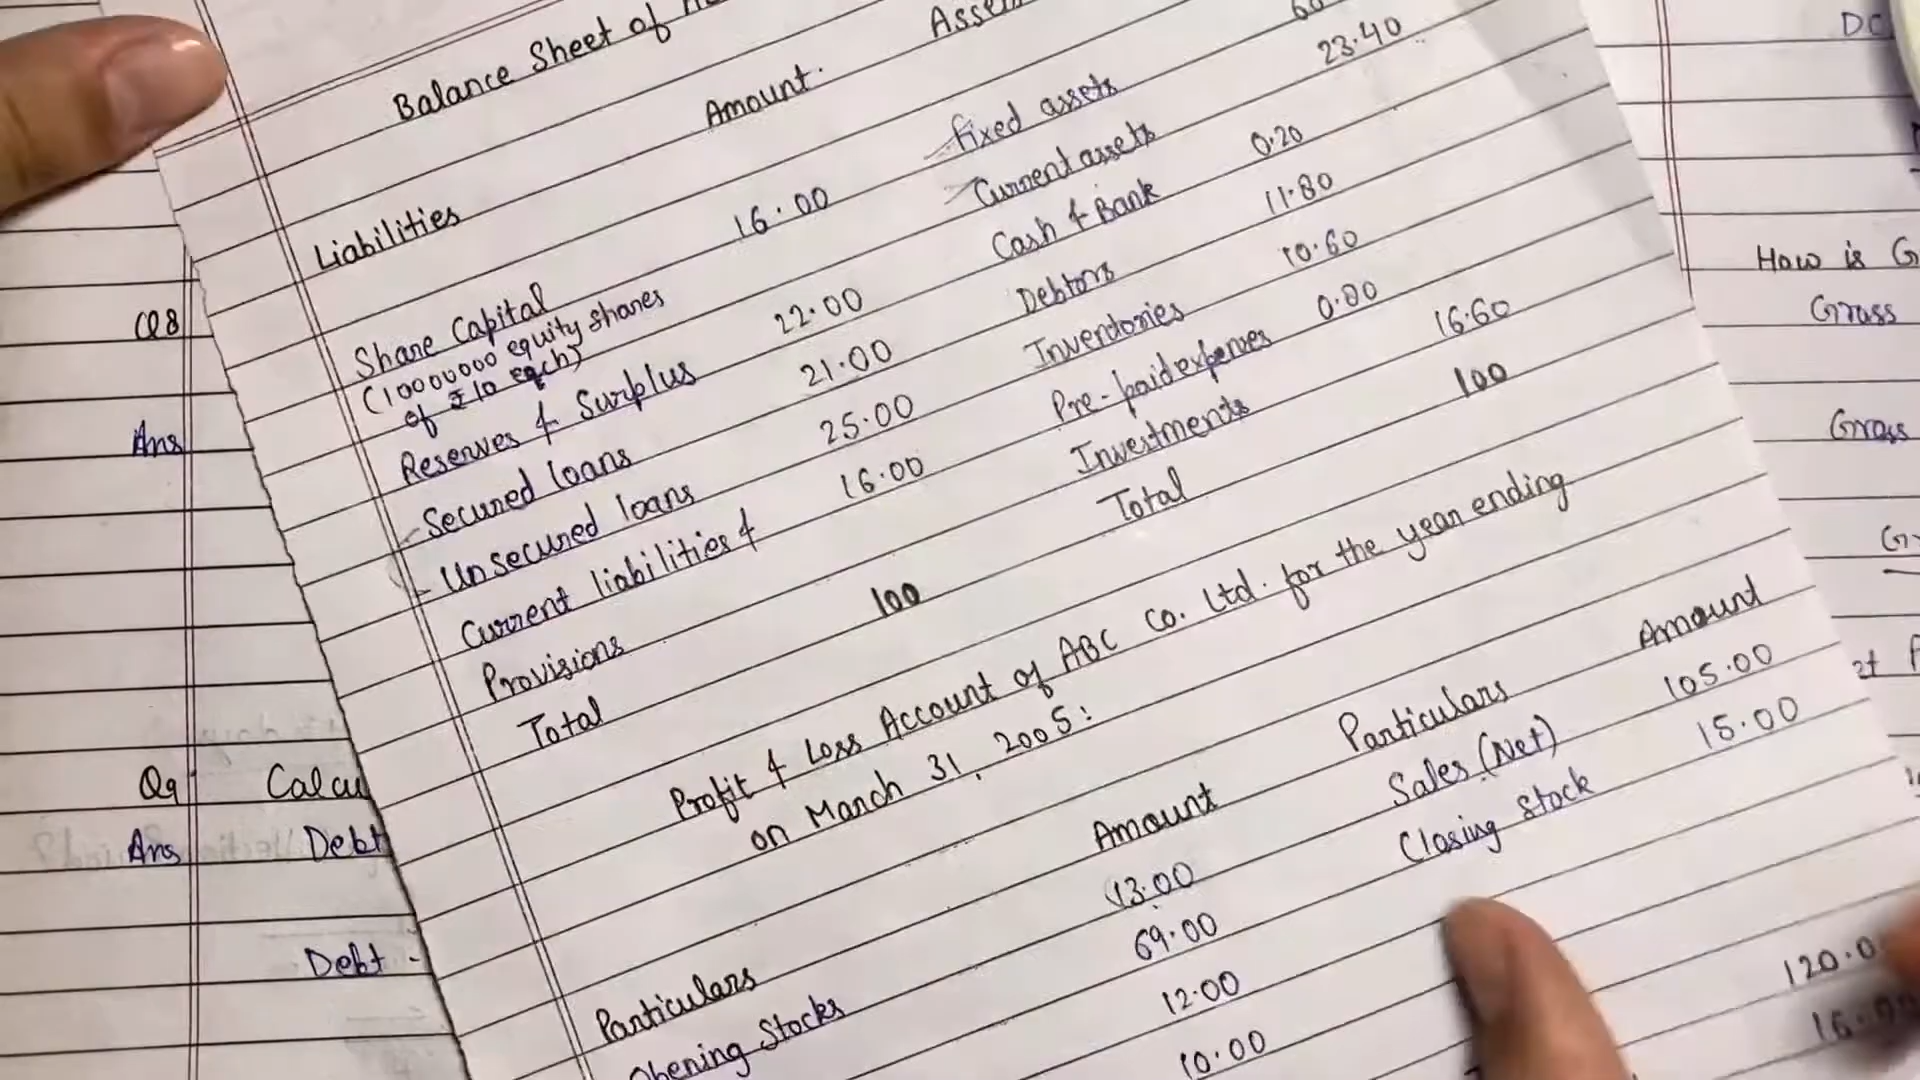 Balance Sheet of
Liabilities Amount.
Share Capital 16.00
(10000000 equity shares
of ₹10 each)
Reserves & Surplus 22.00
Secured loans 21.00
Unsecured loans 25.00
Current liabilities & 16.00
Provisions
Total 100
60
fixed assets
Current assets 23.40
Cash & Bank 0.20
Debtors 11.80
Inventories 10.60
Pre-paid expenses 0.80
Investments 16.60
Total 100
Profit & Loss Account of ABC Co. Ltd. for the year ending
on March 31, 2005:
Particulars Amount
Opening Stocks 13.00
69.00
12.00
10.00
Particulars Amount
Sales (Net) 105.00
Closing Stock 15.00
120.0
Q8
Ans
Q9 Calcu
Ans Debt
Debt -
DC
How is G
Gross
Gross